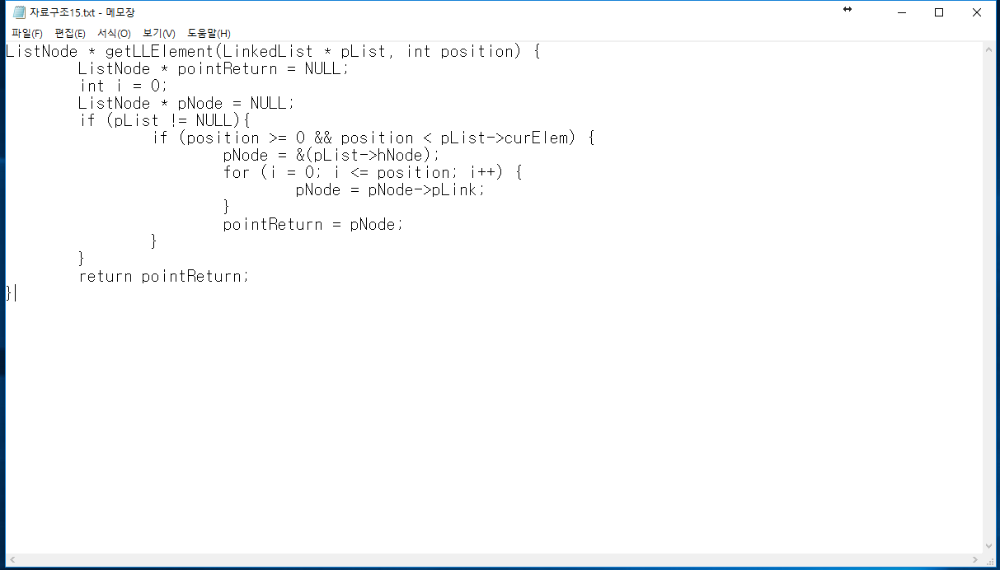 자료구조15.txt - 메모장
파일(F) 편집(E) 서식(O) 보기(V) 도움말(H)
ListNode * getLLElement(LinkedList * pList, int position) {
ListNode * pointReturn = NULL;
int i = 0;
ListNode * pNode = NULL;
if (pList != NULL){
if (position >= 0 && position < pList->curElem) {
pNode = &(pList->hNode);
for (i = 0; i <= position; i++) {
pNode = pNode->pLink;
}
pointReturn = pNode;
}
}
return pointReturn;
}